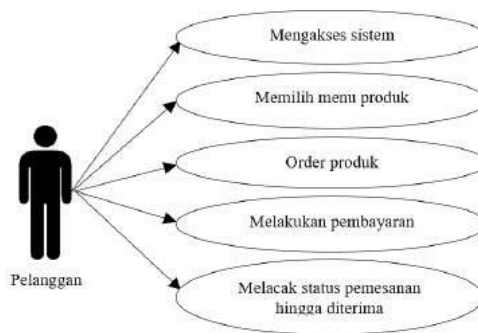 Mengakses sistem
Memilih menu produk
Order produk
Melakukan pembayaran
Pelanggan
Melacak status pemesanan
hingga diterima